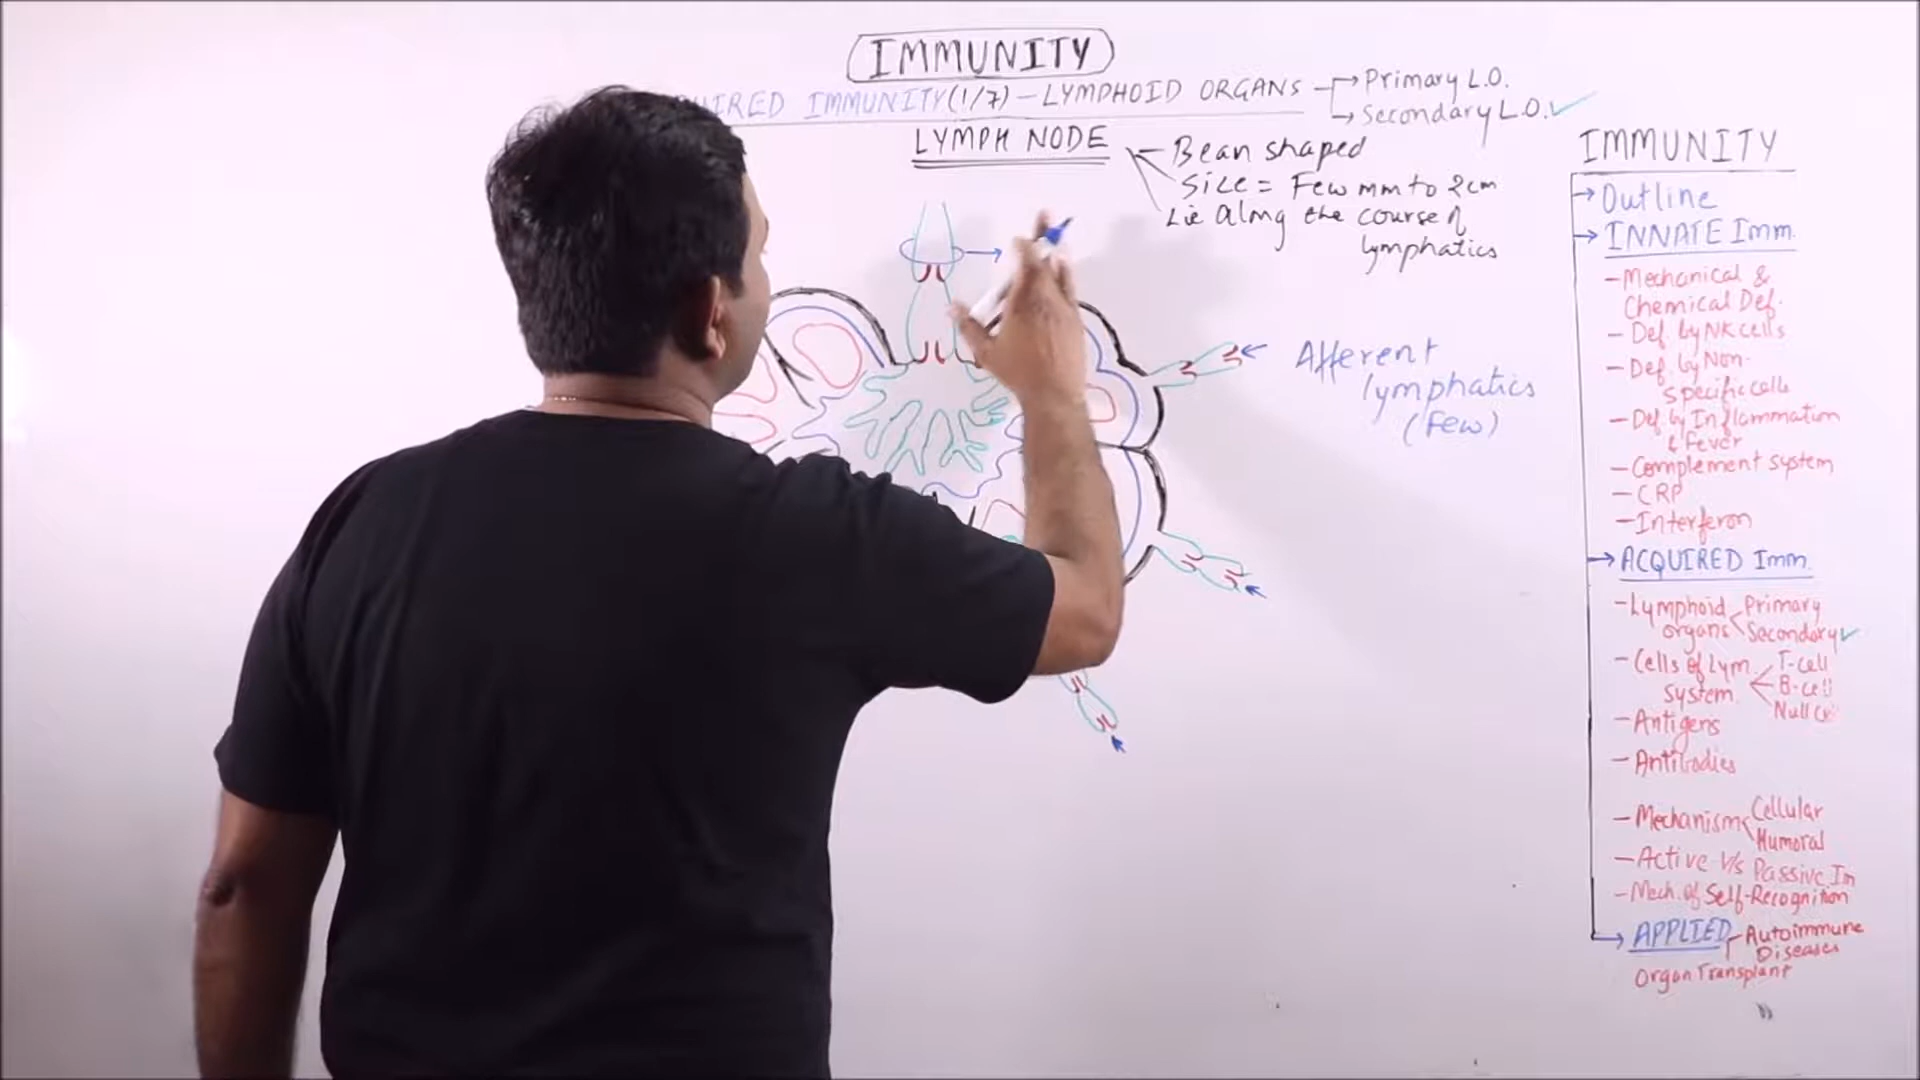 IMMUNITY
QUIRED IMMUNITY (1/7) – LYMPHOID ORGANS
Primary L.O.
Secondary L.O. ✓
LYMPH NODE
Bean shaped
Size = Few mm to 2cm
Lie along the course of
lymphatics
Afferent
lymphatics
(Few)
IMMUNITY
Outline
INNATE Imm.
- Mechanical &
Chemical Def.
- Def. by NK cells
- Def. by Non-
specific cells
- Def. by Inflammation
& Fever
- Complement system
- CRP
- Interferon
ACQUIRED Imm.
- Lymphoid organs
Primary
Secondary ✓
- Cells of Lym. system
T-cell
B-cell
Null
- Antigens
- Antibodies
- Mechanism
Cellular
Humoral
- Active V/s Passive Im
- Mech. of Self-Recognition
APPLIED
Autoimmune
Diseases
Organ Transplant